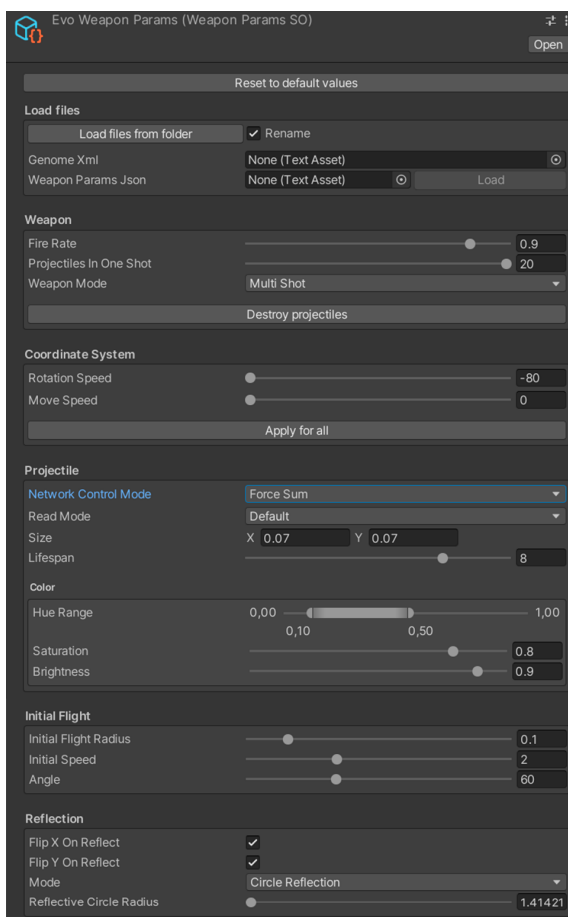 Evo Weapon Params (Weapon Params SO)
Open
Reset to default values
Load files
Load files from folder Rename
Genome Xml None (Text Asset)
Weapon Params Json None (Text Asset) Load
Weapon
Fire Rate 0.9
Projectiles In One Shot 20
Weapon Mode Multi Shot
Destroy projectiles
Coordinate System
Rotation Speed -80
Move Speed 0
Apply for all
Projectile
Network Control Mode Force Sum
Read Mode Default
Size X 0.07 Y 0.07
Lifespan 8
Color
Hue Range 0,00 1,00
0,10 0,50
Saturation 0.8
Brightness 0.9
Initial Flight
Initial Flight Radius 0.1
Initial Speed 2
Angle 60
Reflection
Flip X On Reflect
Flip Y On Reflect
Mode Circle Reflection
Reflective Circle Radius 1.41421